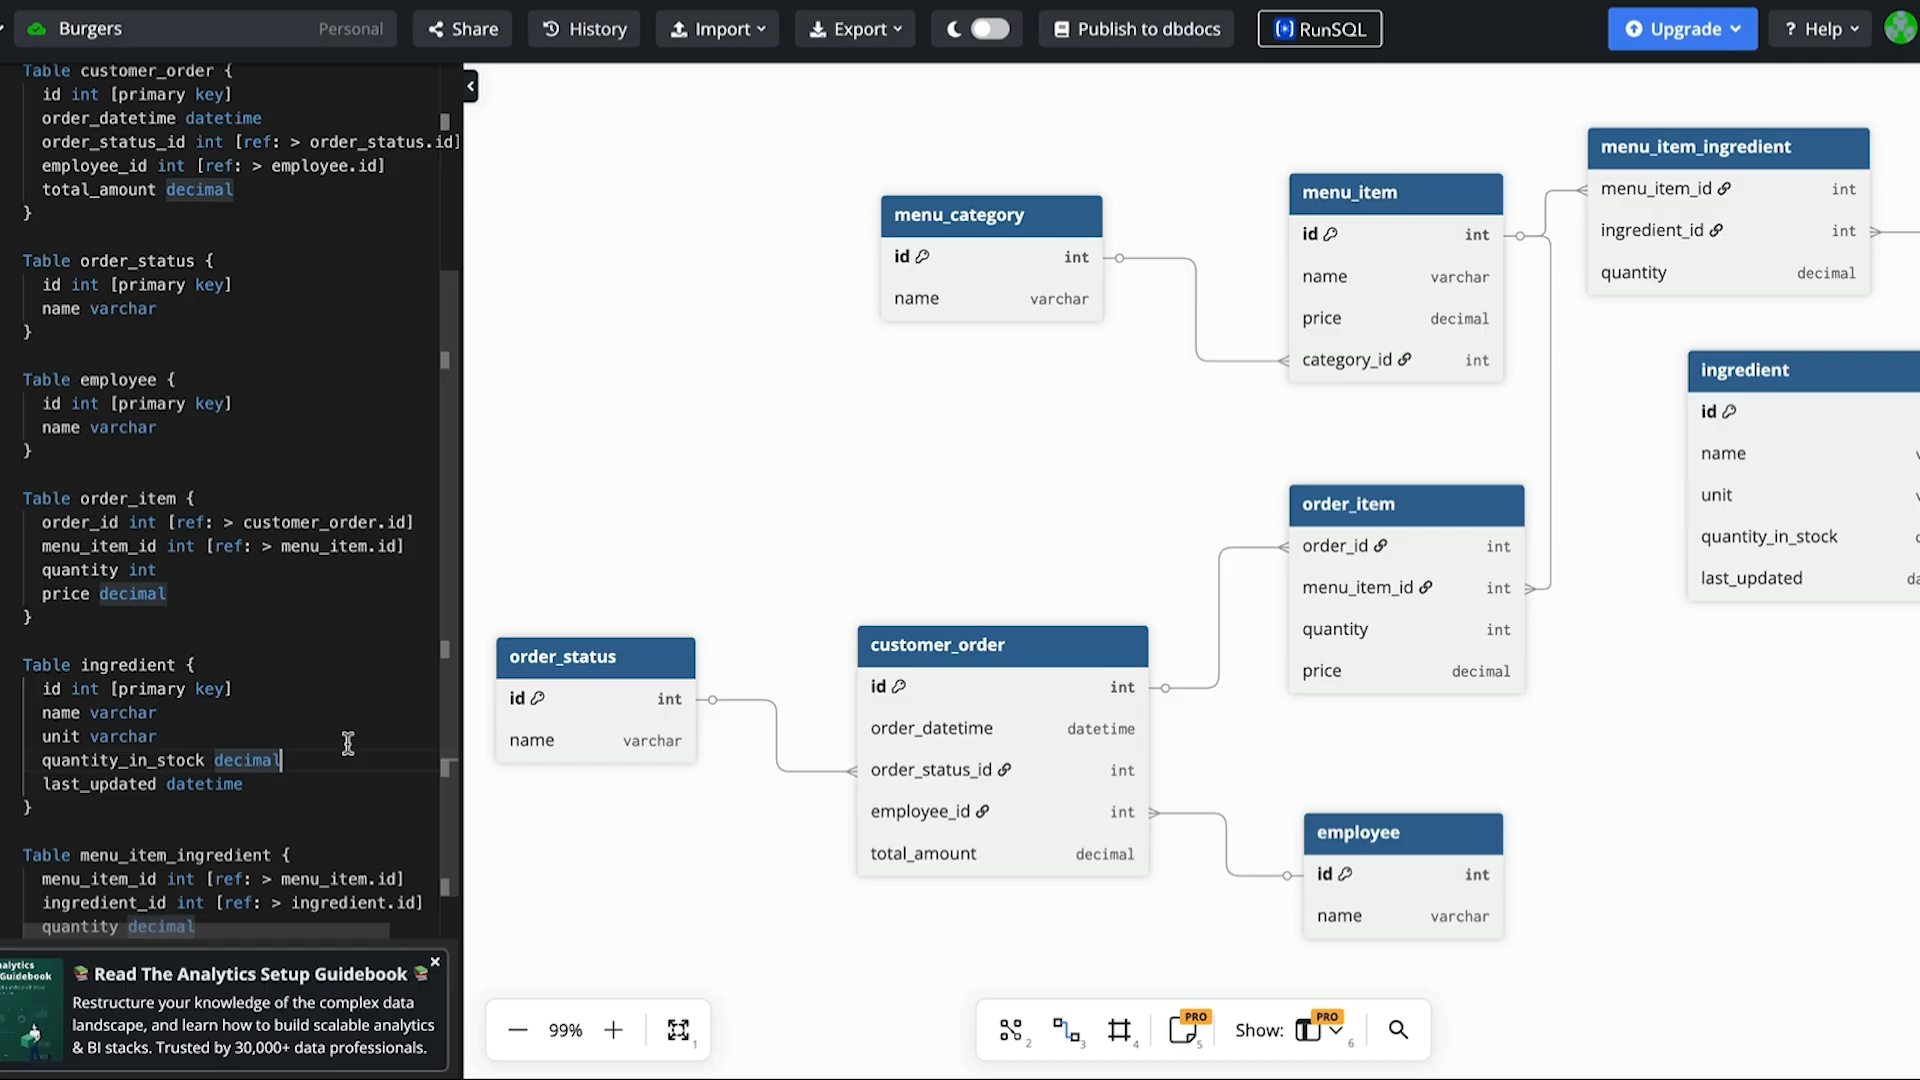 Burgers
Personal
Share
History
Import
Export
Publish to dbdocs
RunSQL
Upgrade
? Help
Table customer_order {
id int [primary key]
order_datetime datetime
order_status_id int [ref: > order_status.id]
employee_id int [ref: > employee.id]
total_amount decimal
}
Table order_status {
id int [primary key]
name varchar
}
Table employee {
id int [primary key]
name varchar
}
Table order_item {
order_id int [ref: > customer_order.id]
menu_item_id int [ref: > menu_item.id]
quantity int
price decimal
}
Table ingredient {
id int [primary key]
name varchar
unit varchar
quantity_in_stock decimal
last_updated datetime
}
Table menu_item_ingredient {
menu_item_id int [ref: > menu_item.id]
ingredient_id int [ref: > ingredient.id]
quantity decimal
Guidebook
Read The Analytics Setup Guidebook
Restructure your knowledge of the complex data
landscape, and learn how to build scalable analytics
& BI stacks. Trusted by 30,000+ data professionals.
menu_category
id int
name varchar
menu_item
id int
name varchar
price decimal
category_id int
menu_item_ingredient
menu_item_id int
ingredient_id int
quantity decimal
ingredient
id
name
unit
quantity_in_stock
last_updated
order_item
order_id int
menu_item_id int
quantity int
price decimal
order_status
id int
name varchar
customer_order
id int
order_datetime datetime
order_status_id int
employee_id int
total_amount decimal
employee
id int
name varchar
99%
1
2
3
4
PRO
5
Show:
PRO
6